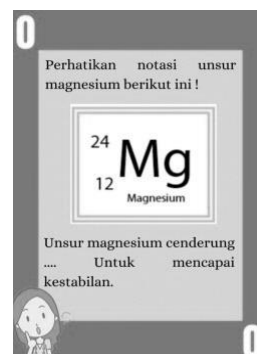 0
Perhatikan notasi unsur
magnesium berikut ini !
24
12
Mg
Magnesium
Unsur magnesium cenderung
.... Untuk mencapai
kestabilan.
0